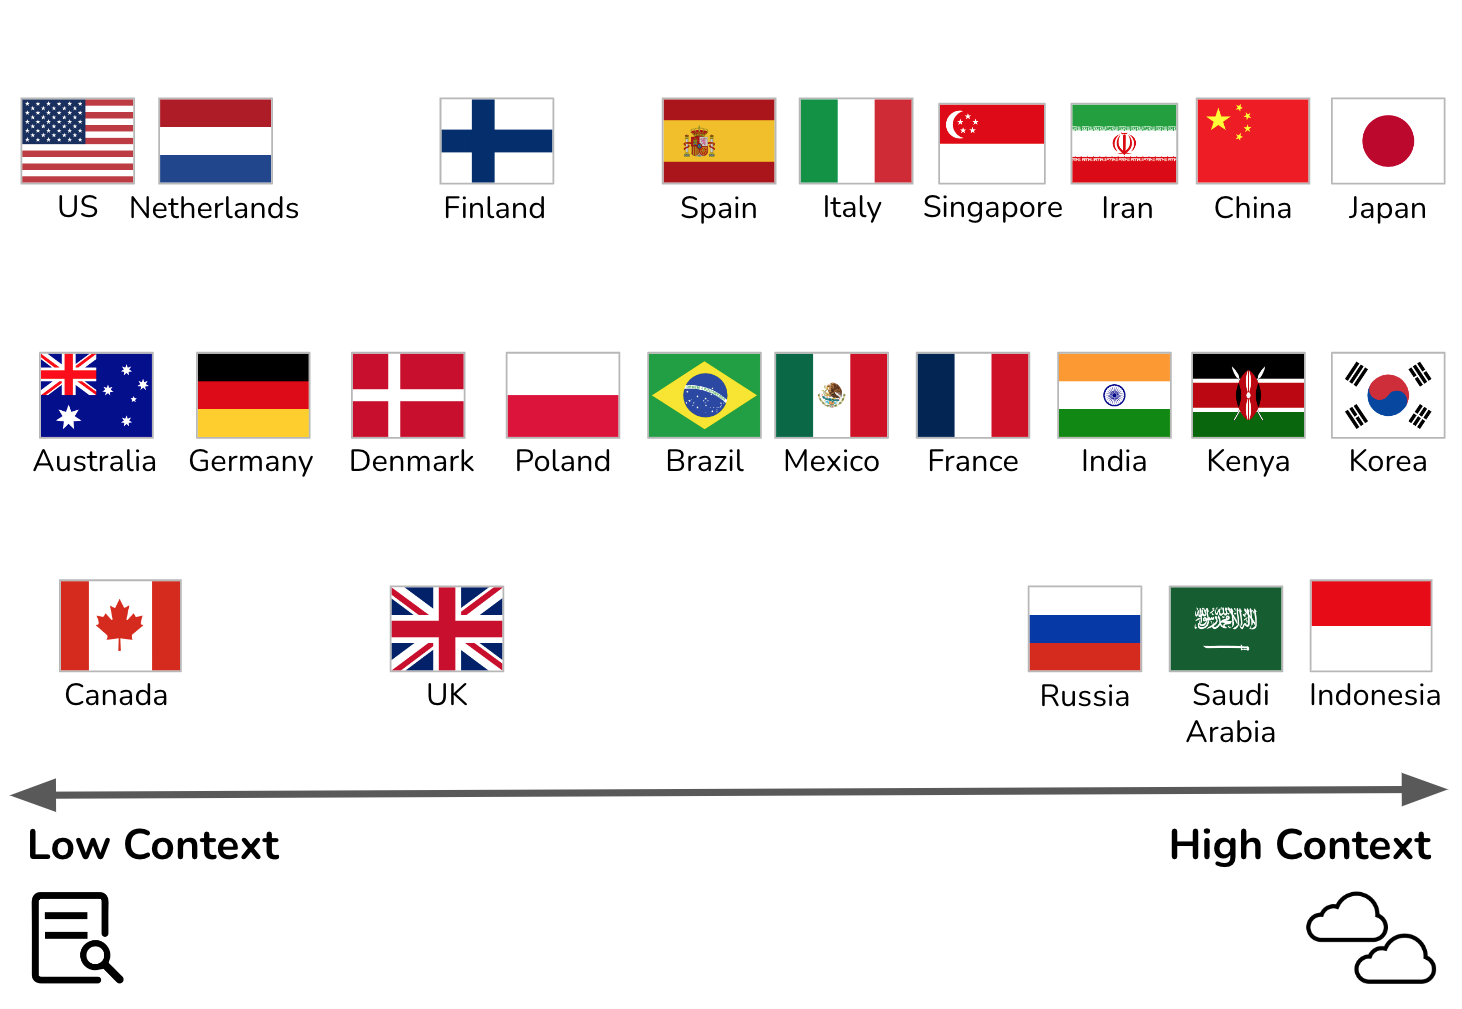 US Netherlands Finland Spain Italy Singapore Iran China Japan
Australia Germany Denmark Poland Brazil Mexico France India Kenya Korea
Canada UK Russia Saudi Indonesia
Arabia
Low Context High Context